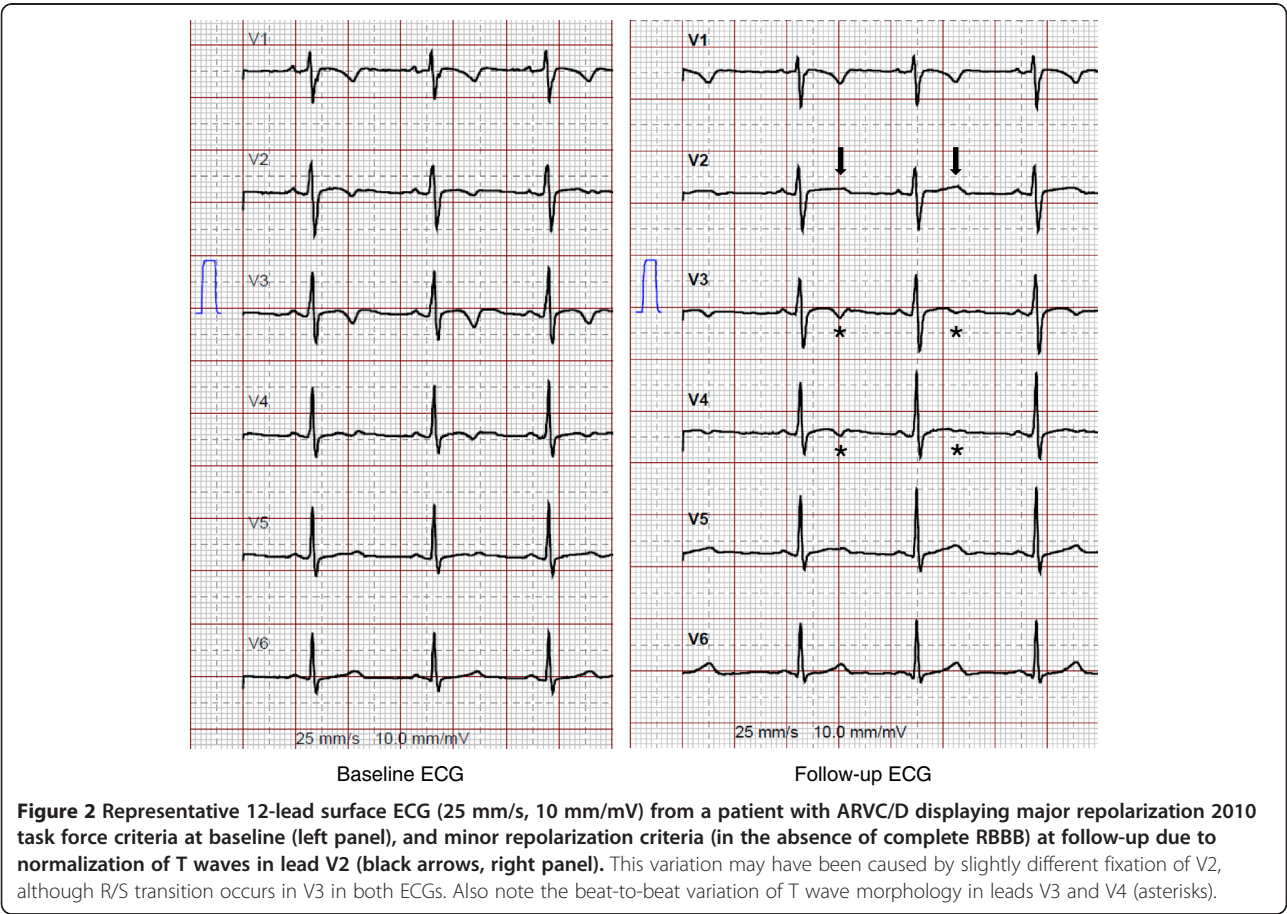 V1
V2
V3
V4
V5
V6
25 mm/s 10.0 mm/mV
Baseline ECG
V1
V2
V3
*
*
V4
*
*
V5
V6
25 mm/s 10.0 mm/mV
Follow-up ECG
Figure 2 Representative 12-lead surface ECG (25 mm/s, 10 mm/mV) from a patient with ARVC/D displaying major repolarization 2010
task force criteria at baseline (left panel), and minor repolarization criteria (in the absence of complete RBBB) at follow-up due to
normalization of T waves in lead V2 (black arrows, right panel). This variation may have been caused by slightly different fixation of V2,
although R/S transition occurs in V3 in both ECGs. Also note the beat-to-beat variation of T wave morphology in leads V3 and V4 (asterisks).